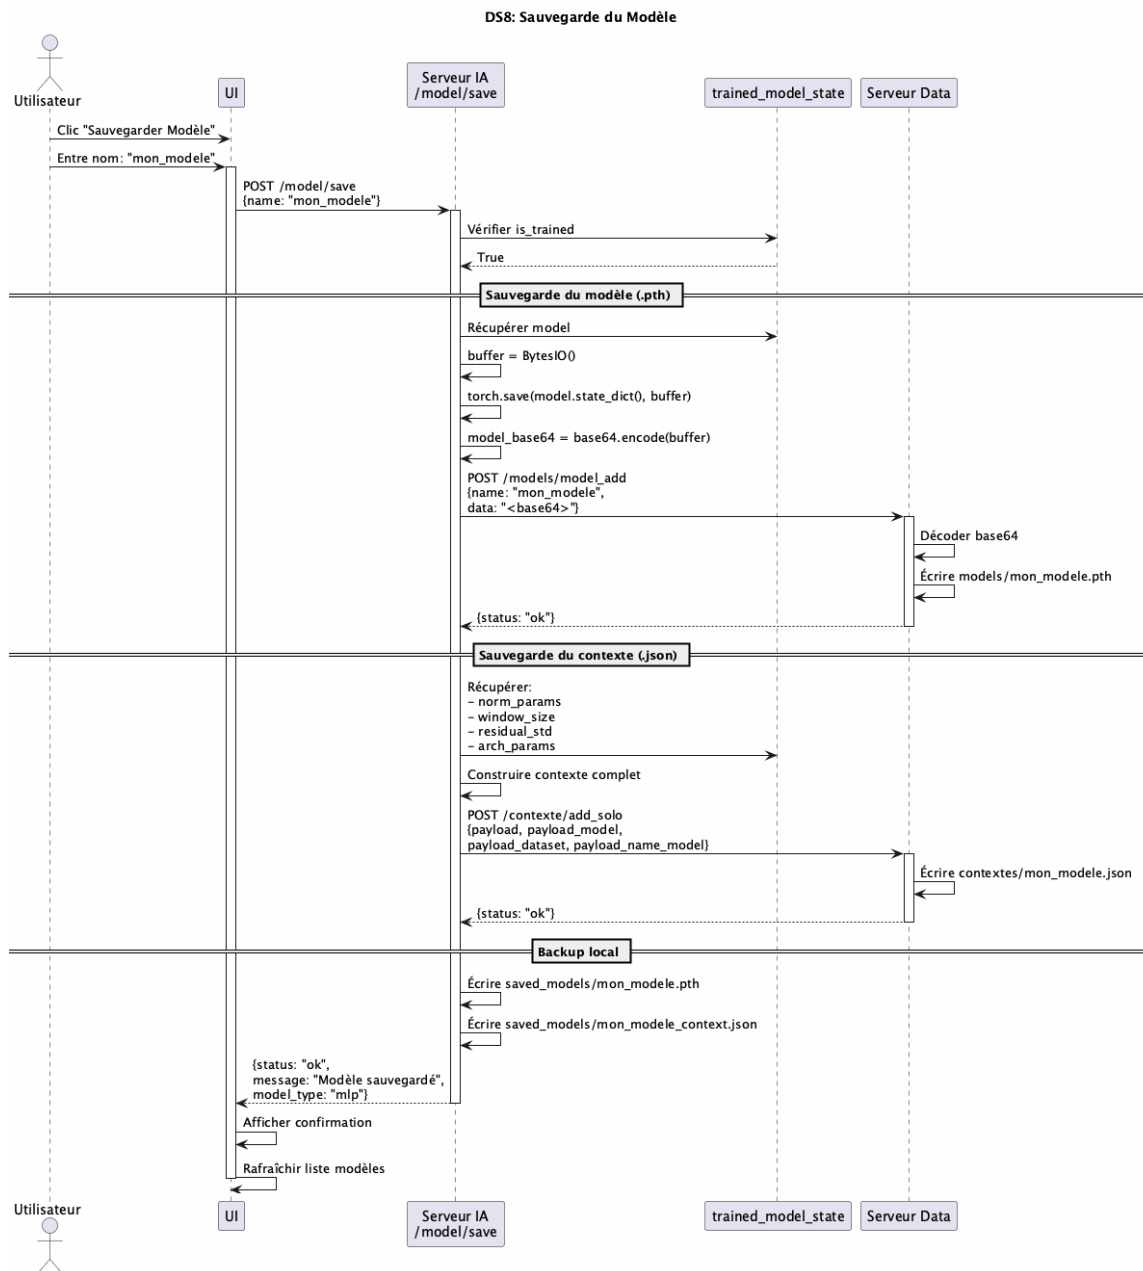 DS8: Sauvegarde du Modèle
Utilisateur
UI
Serveur IA
/model/save
trained_model_state
Serveur Data
Clic "Sauvegarder Modèle"
Entre nom: "mon_modele"
POST /model/save
{name: "mon_modele"}
Vérifier is_trained
True
Sauvegarde du modèle (.pth)
Récupérer model
buffer = BytesIO()
torch.save(model.state_dict(), buffer)
model_base64 = base64.encode(buffer)
POST /models/model_add
{name: "mon_modele",
data: "<base64>"}
Décoder base64
Écrire models/mon_modele.pth
{status: "ok"}
Sauvegarde du contexte (.json)
Récupérer:
- norm_params
- window_size
- residual_std
- arch_params
Construire contexte complet
POST /contexte/add_solo
{payload, payload_model,
payload_dataset, payload_name_model}
Écrire contextes/mon_modele.json
{status: "ok"}
Backup local
Écrire saved_models/mon_modele.pth
Écrire saved_models/mon_modele_context.json
{status: "ok",
message: "Modèle sauvegardé",
model_type: "mlp"}
Afficher confirmation
Rafraîchir liste modèles
Utilisateur
UI
Serveur IA
/model/save
trained_model_state
Serveur Data